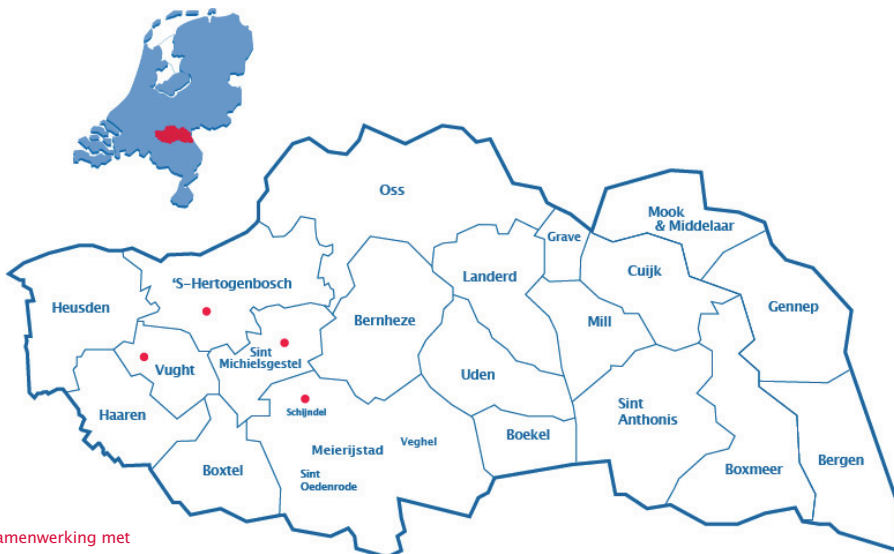 Oss
Mook
& Middelaar
Grave
Cuijk
Landerd
'S-Hertogenbosch
Heusden
Gennep
Bernheze
Mill
Sint
Michielsgestel
Vught
Uden
Haaren
Schijndel
Sint
Anthonis
Boekel
Veghel
Meierijstad
Boxtel
Sint
Oedenrode
Boxmeer
Bergen
amenwerking met